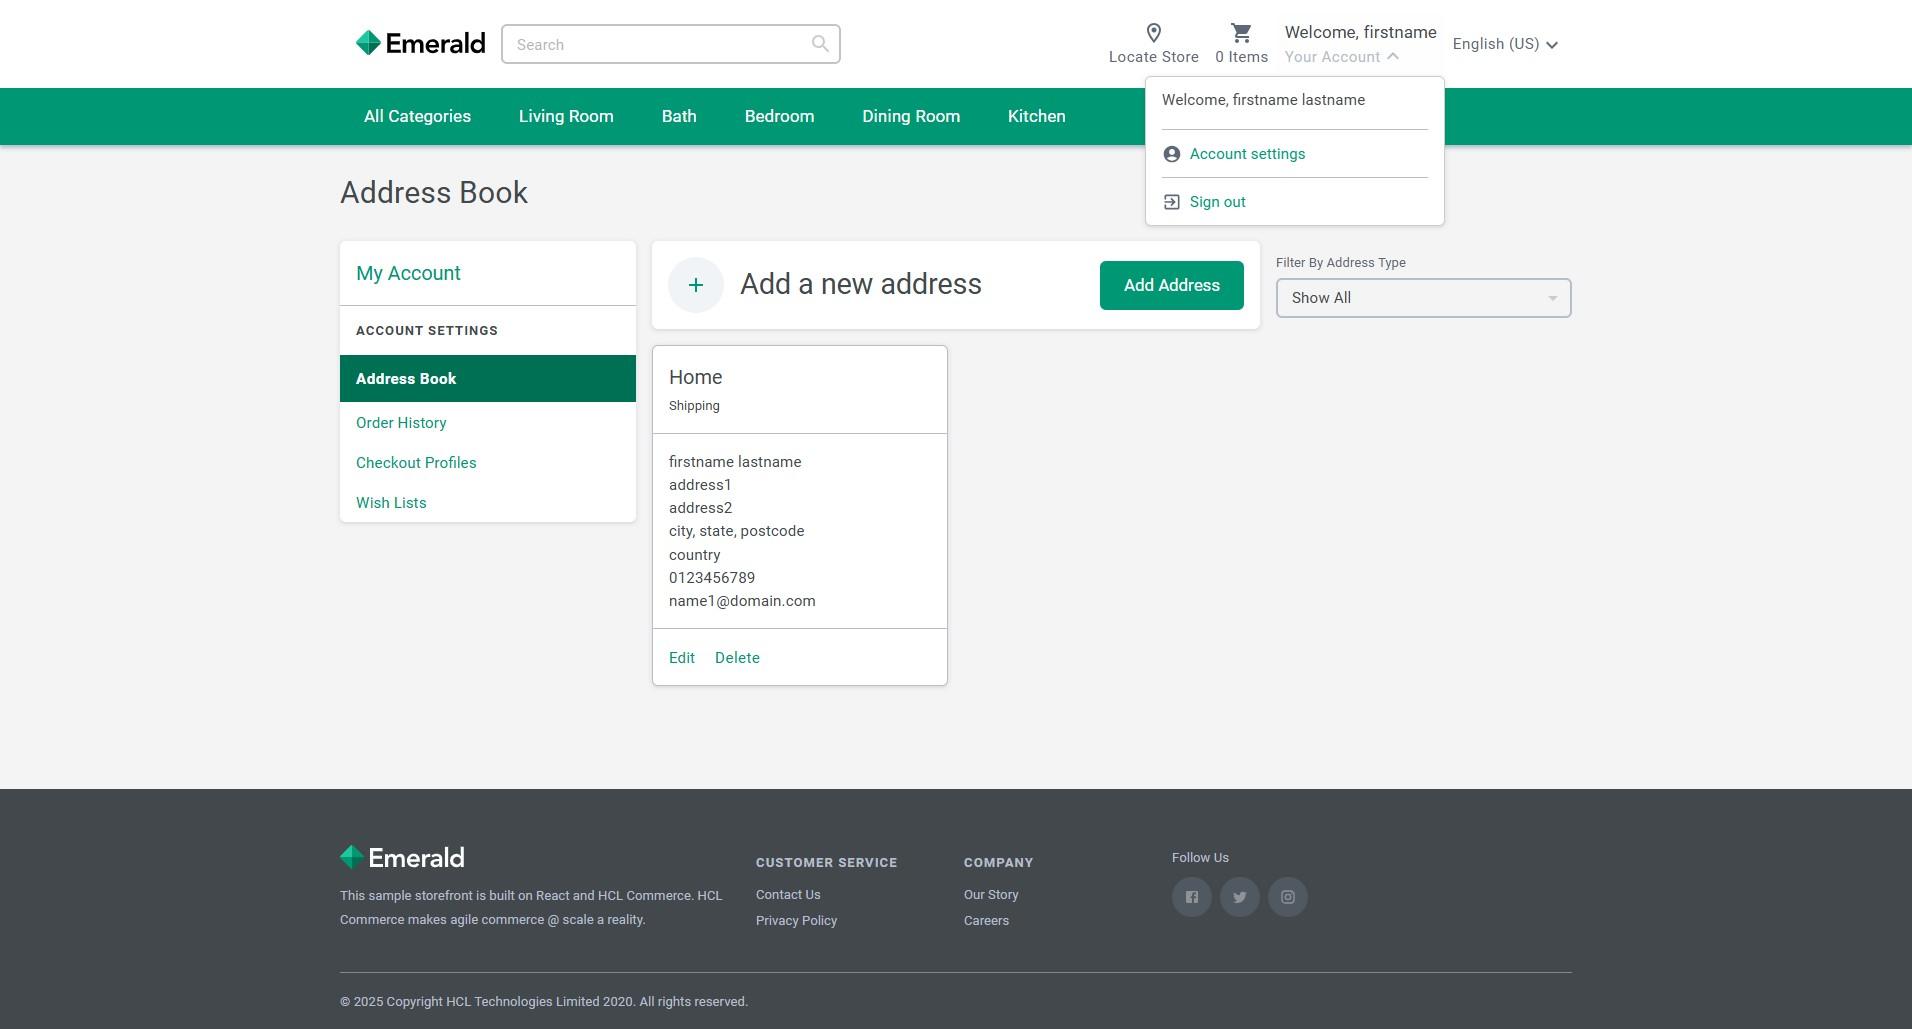 Emerald
Search
Locate Store
0 Items
Welcome, firstname
Your Account
English (US)
All Categories
Living Room
Bath
Bedroom
Dining Room
Kitchen
Welcome, firstname lastname
Account settings
Sign out
Address Book
My Account
ACCOUNT SETTINGS
Address Book
Order History
Checkout Profiles
Wish Lists
+ Add a new address
Add Address
Filter By Address Type
Show All
Home
Shipping
firstname lastname
address1
address2
city, state, postcode
country
0123456789
name1@domain.com
Edit Delete
Emerald
This sample storefront is built on React and HCL Commerce. HCL
Commerce makes agile commerce @ scale a reality.
CUSTOMER SERVICE
Contact Us
Privacy Policy
COMPANY
Our Story
Careers
Follow Us
© 2025 Copyright HCL Technologies Limited 2020. All rights reserved.